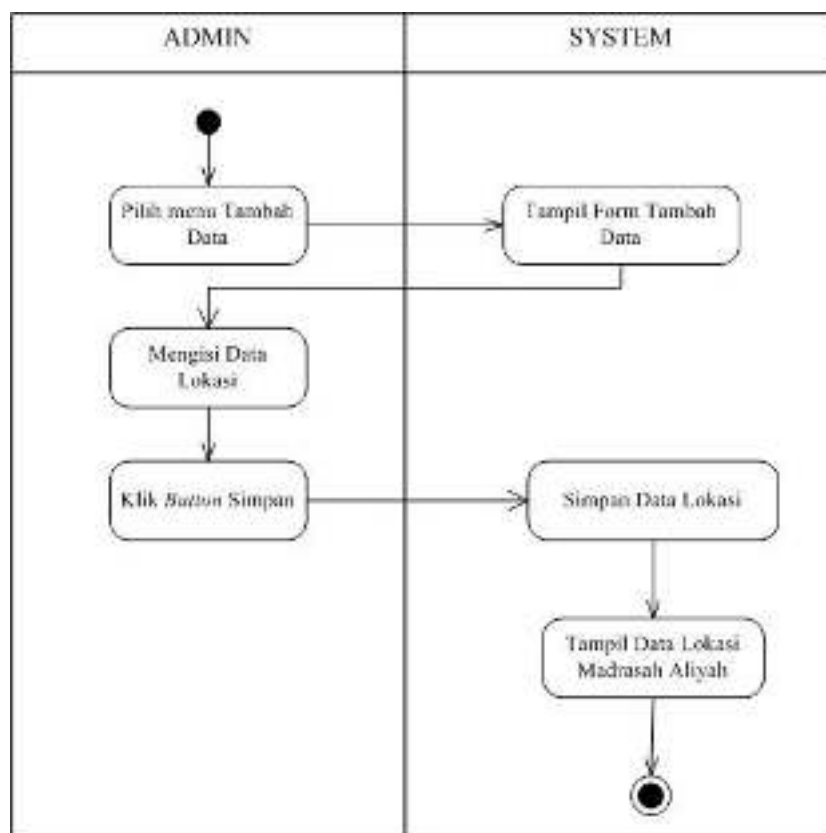 ADMIN
SYSTEM
Pilih menu Tambah
Data
Tampil Form Tambah
Data
Mengisi Data
Lokasi
Klik Button Simpan
Simpan Data Lokasi
Tampil Data Lokasi
Madrasah Aliyah